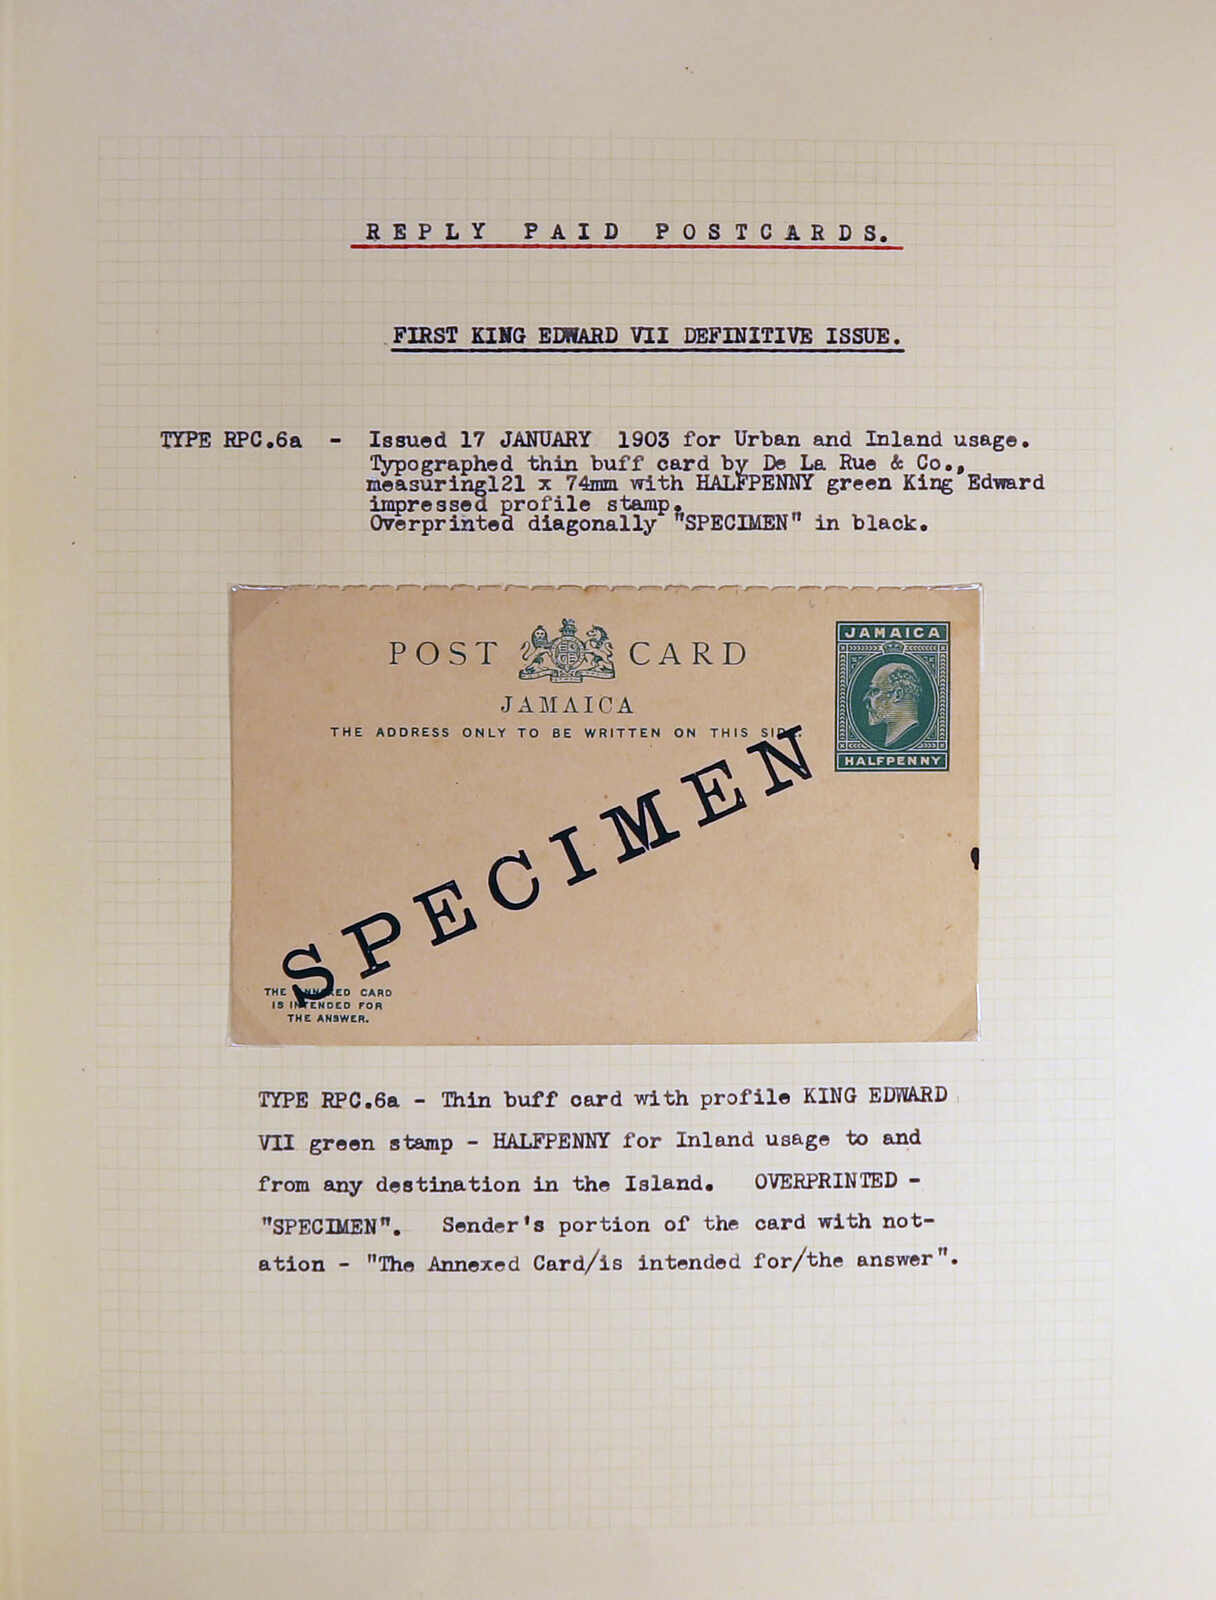 REPLY PAID POSTCARDS.
FIRST KING EDWARD VII DEFINITIVE ISSUE.
TYPE RPC.6a - Issued 17 JANUARY 1903 for Urban and Inland usage.
Typographed thin buff card by De La Rue & Co.,
measuring121 x 74mm with HALFPENNY green King Edward
impressed profile stamp.
Overprinted diagonally "SPECIMEN" in black.
POST CARD
JAMAICA
THE ADDRESS ONLY TO BE WRITTEN ON THIS SIDE.
JAMAICA
HALFPENNY
SPECIMEN
THE ANNEXED CARD
IS INTENDED FOR
THE ANSWER.
TYPE RPC.6a - Thin buff card with profile KING EDWARD
VII green stamp - HALFPENNY for Inland usage to and
from any destination in the Island. OVERPRINTED -
"SPECIMEN". Sender's portion of the card with not-
ation - "The Annexed Card/is intended for/the answer".